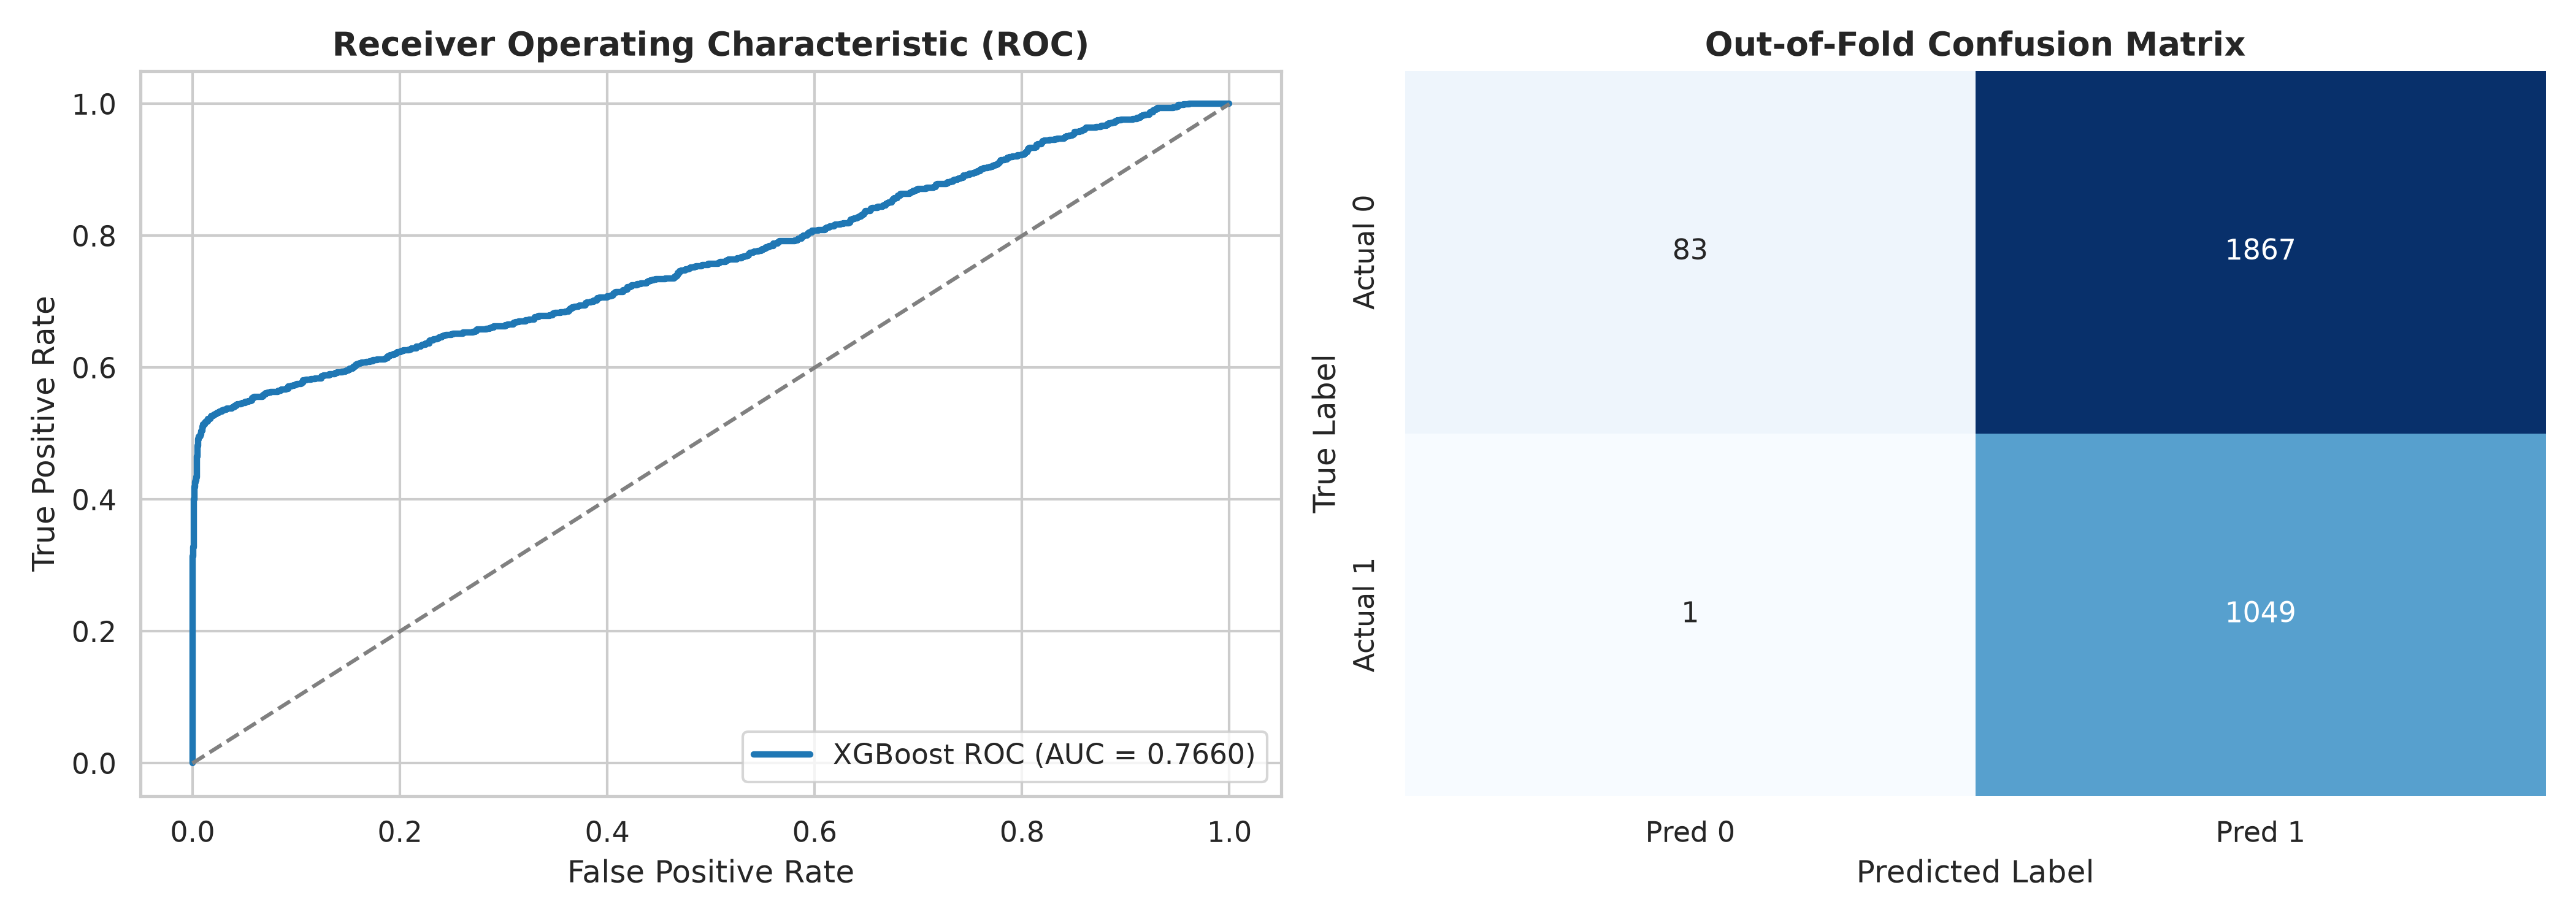 Receiver Operating Characteristic (ROC)
True Positive Rate
1.0
0.8
0.6
0.4
0.2
0.0
XGBoost ROC (AUC = 0.7660)
0.0 0.2 0.4 0.6 0.8 1.0
False Positive Rate
Out-of-Fold Confusion Matrix
True Label
Actual 0
83 1867
Actual 1
1 1049
Pred 0 Pred 1
Predicted Label